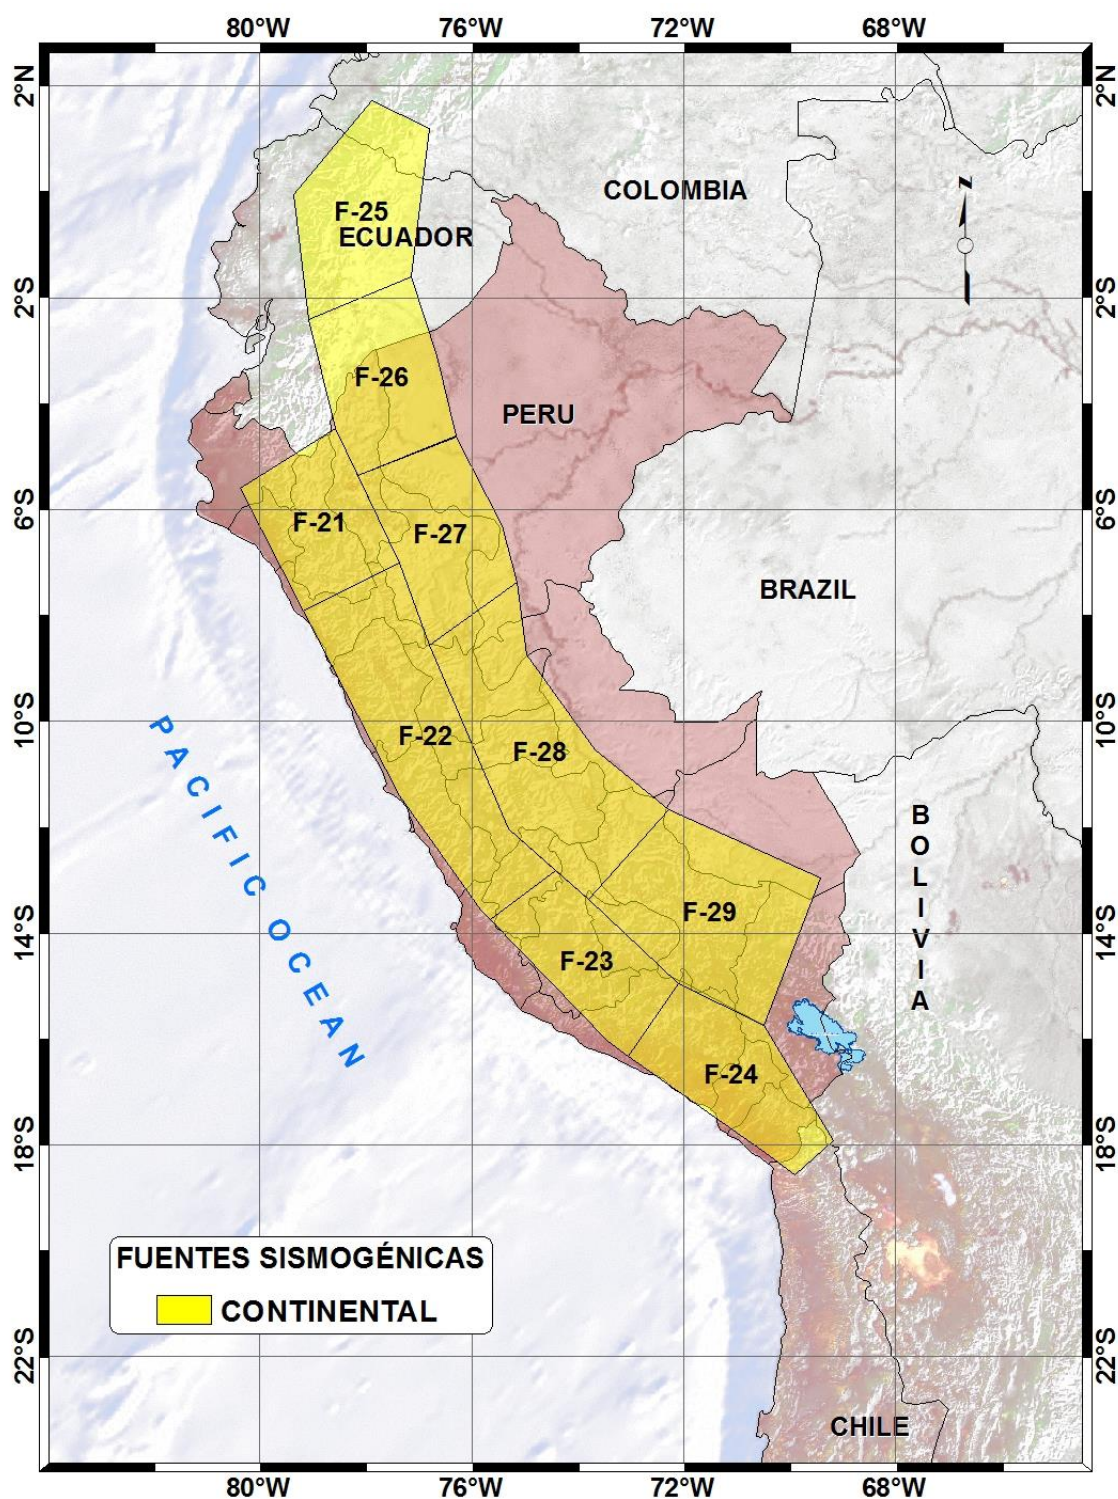 80°W 76°W 72°W 68°W
2°N 2°N
COLOMBIA
N
F-25
ECUADOR
2°S 2°S
F-26
PERU
6°S 6°S
F-21
F-27
BRAZIL
10°S 10°S
F-22
F-28
PACIFIC OCEAN
BOLIVIA
F-29
14°S 14°S
F-23
F-24
18°S 18°S
FUENTES SISMOGÉNICAS
CONTINENTAL
22°S 22°S
CHILE
80°W 76°W 72°W 68°W